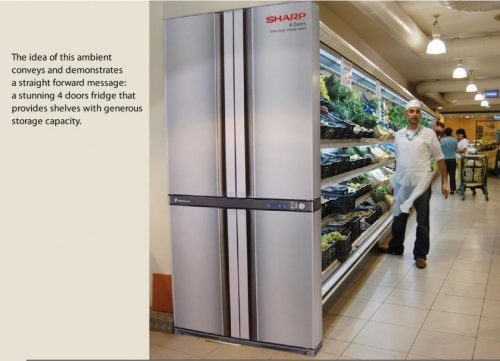 The idea of this ambient
conveys and demonstrates
a straight forward message:
a stunning 4 doors fridge that
provides shelves with generous
storage capacity.
SHARP
4 Doors